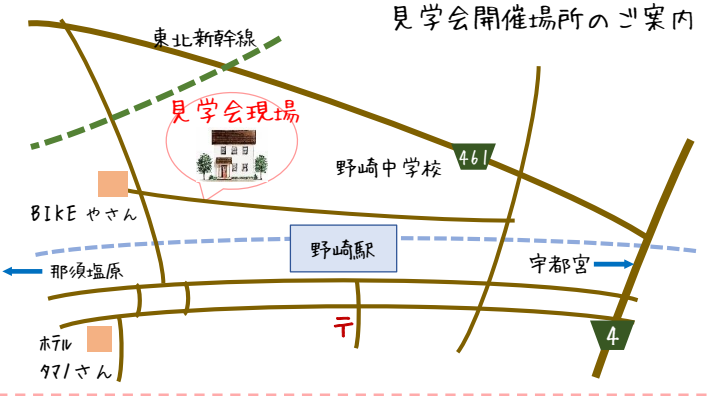 見学会開催場所のご案内
東北新幹線
見学会現場
461
野崎中学校
BIKE やさん
野崎駅
那須塩原
宇都宮
〒
4
ホテル
タマノさん